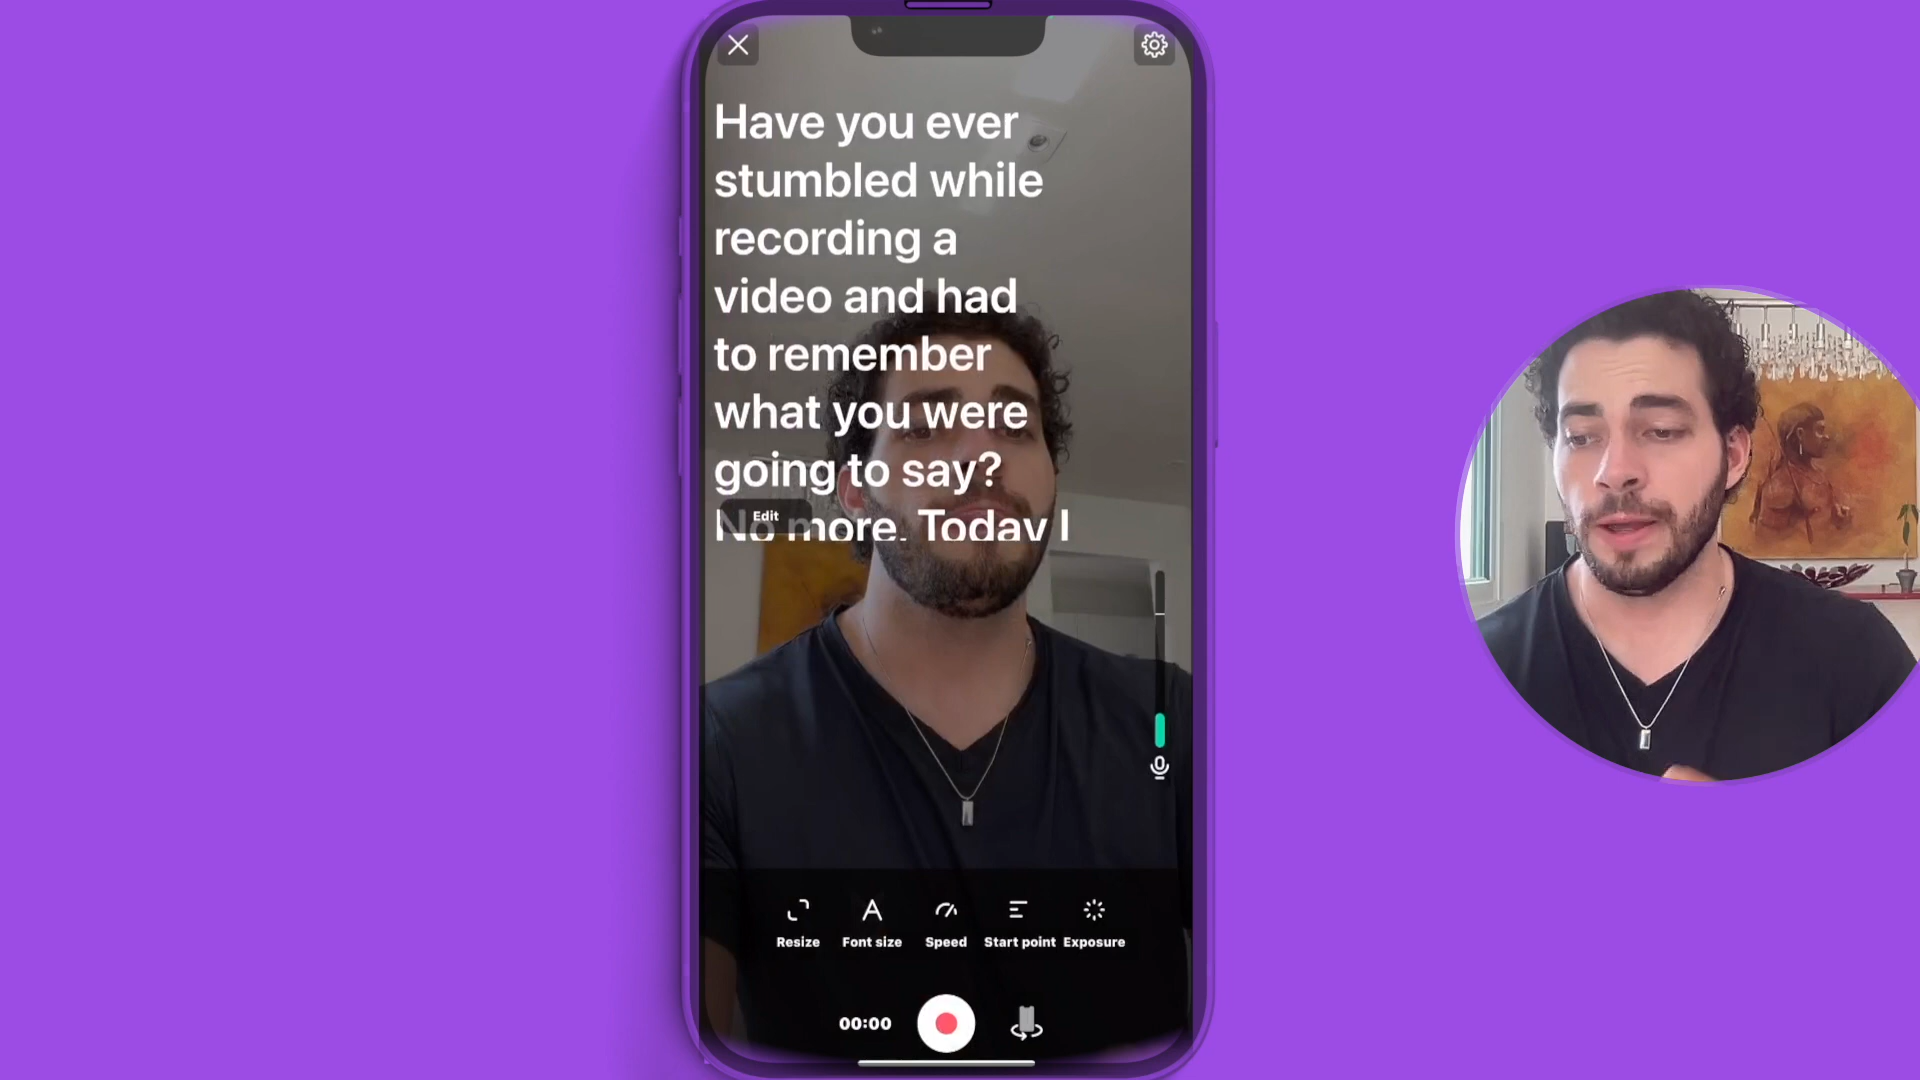 Have you ever
stumbled while
recording a
video and had
to remember
what you were
going to say?
No more. Today I
Edit
Resize
Font size
Speed
Start point
Exposure
00:00